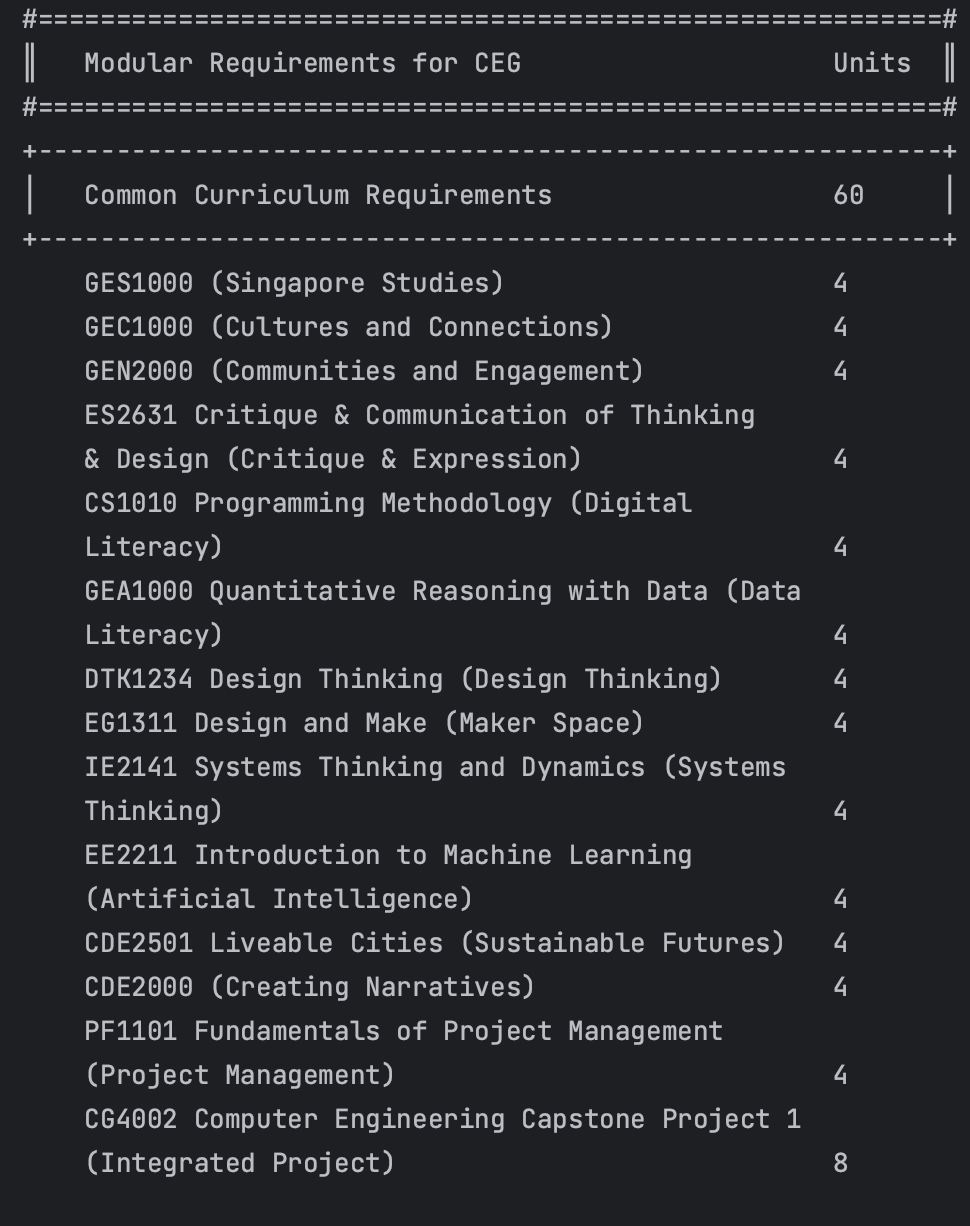 #==========================================================#
║   Modular Requirements for CEG                    Units  ║
#==========================================================#
+----------------------------------------------------------+
│   Common Curriculum Requirements                  60     │
+----------------------------------------------------------+
    GES1000 (Singapore Studies)                     4
    GEC1000 (Cultures and Connections)              4
    GEN2000 (Communities and Engagement)            4
    ES2631 Critique & Communication of Thinking
    & Design (Critique & Expression)                4
    CS1010 Programming Methodology (Digital
    Literacy)                                       4
    GEA1000 Quantitative Reasoning with Data (Data
    Literacy)                                       4
    DTK1234 Design Thinking (Design Thinking)       4
    EG1311 Design and Make (Maker Space)            4
    IE2141 Systems Thinking and Dynamics (Systems
    Thinking)                                       4
    EE2211 Introduction to Machine Learning
    (Artificial Intelligence)                       4
    CDE2501 Liveable Cities (Sustainable Futures)   4
    CDE2000 (Creating Narratives)                   4
    PF1101 Fundamentals of Project Management
    (Project Management)                            4
    CG4002 Computer Engineering Capstone Project 1
    (Integrated Project)                            8